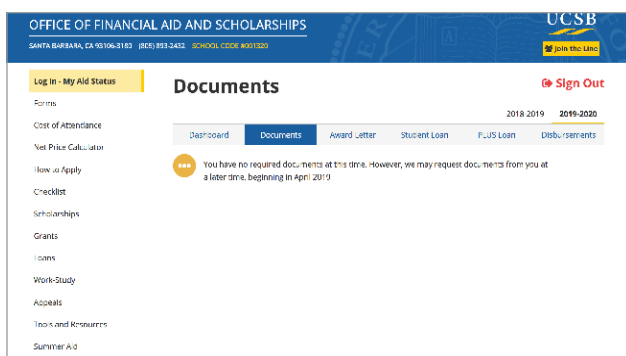 OFFICE OF FINANCIAL AID AND SCHOLARSHIPS
UCSB
SANTA BARBARA, CA 93106-3180 (805) 893-2432 SCHOOL CODE #001320
Join the Line
Log In - My Aid Status
Documents
Sign Out
Forms
2018-2019 2019-2020
Cost of Attendance
Dashboard Documents Award Letter Student Loan PLUS Loan Disbursements
Net Price Calculator
You have no required documents at this time. However, we may request documents from you at
a later time, beginning in April 2019
How to Apply
Checklist
Scholarships
Grants
Loans
Work-Study
Appeals
Tools and Resources
Summer Aid